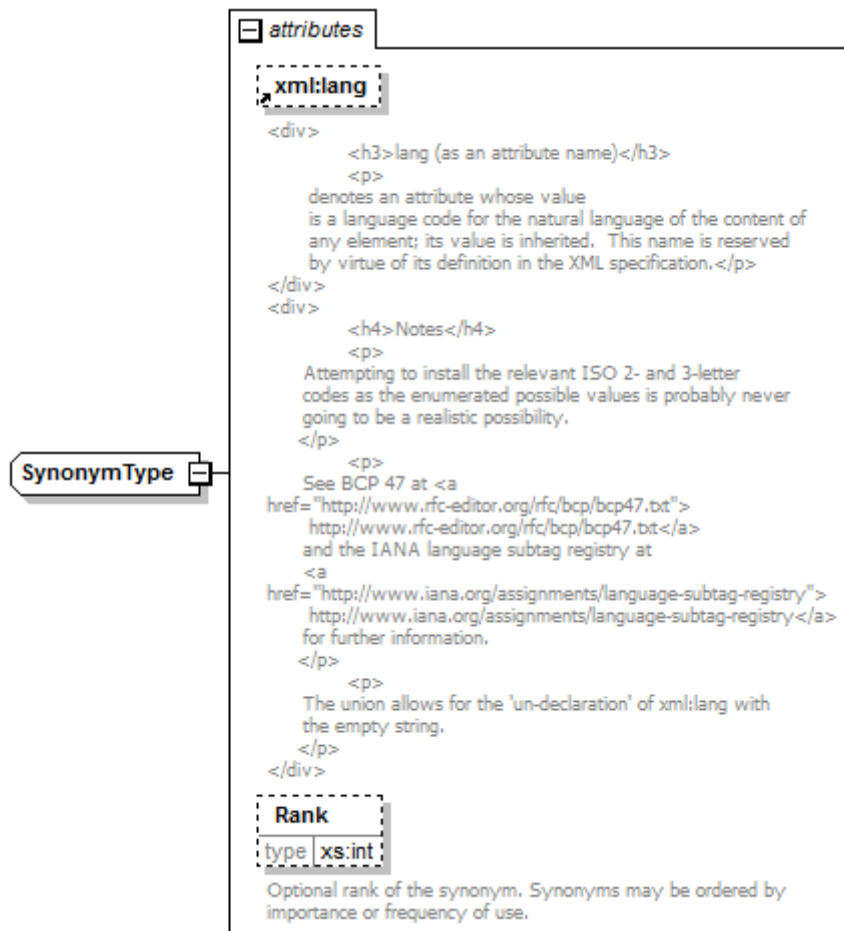 attributes
xml:lang
<div>
<h3>lang (as an attribute name)</h3>
<p>
denotes an attribute whose value
is a language code for the natural language of the content of
any element; its value is inherited.  This name is reserved
by virtue of its definition in the XML specification.</p>
</div>
<div>
<h4>Notes</h4>
<p>
Attempting to install the relevant ISO 2- and 3-letter
codes as the enumerated possible values is probably never
going to be a realistic possibility.
</p>
<p>
SynonymType
See BCP 47 at <a
href="http://www.rfc-editor.org/rfc/bcp/bcp47.txt">
http://www.rfc-editor.org/rfc/bcp/bcp47.txt</a>
and the IANA language subtag registry at
<a
href="http://www.iana.org/assignments/language-subtag-registry">
http://www.iana.org/assignments/language-subtag-registry</a>
for further information.
</p>
<p>
The union allows for the 'un-declaration' of xml:lang with
the empty string.
</p>
</div>
Rank
type xs:int
Optional rank of the synonym. Synonyms may be ordered by
importance or frequency of use.